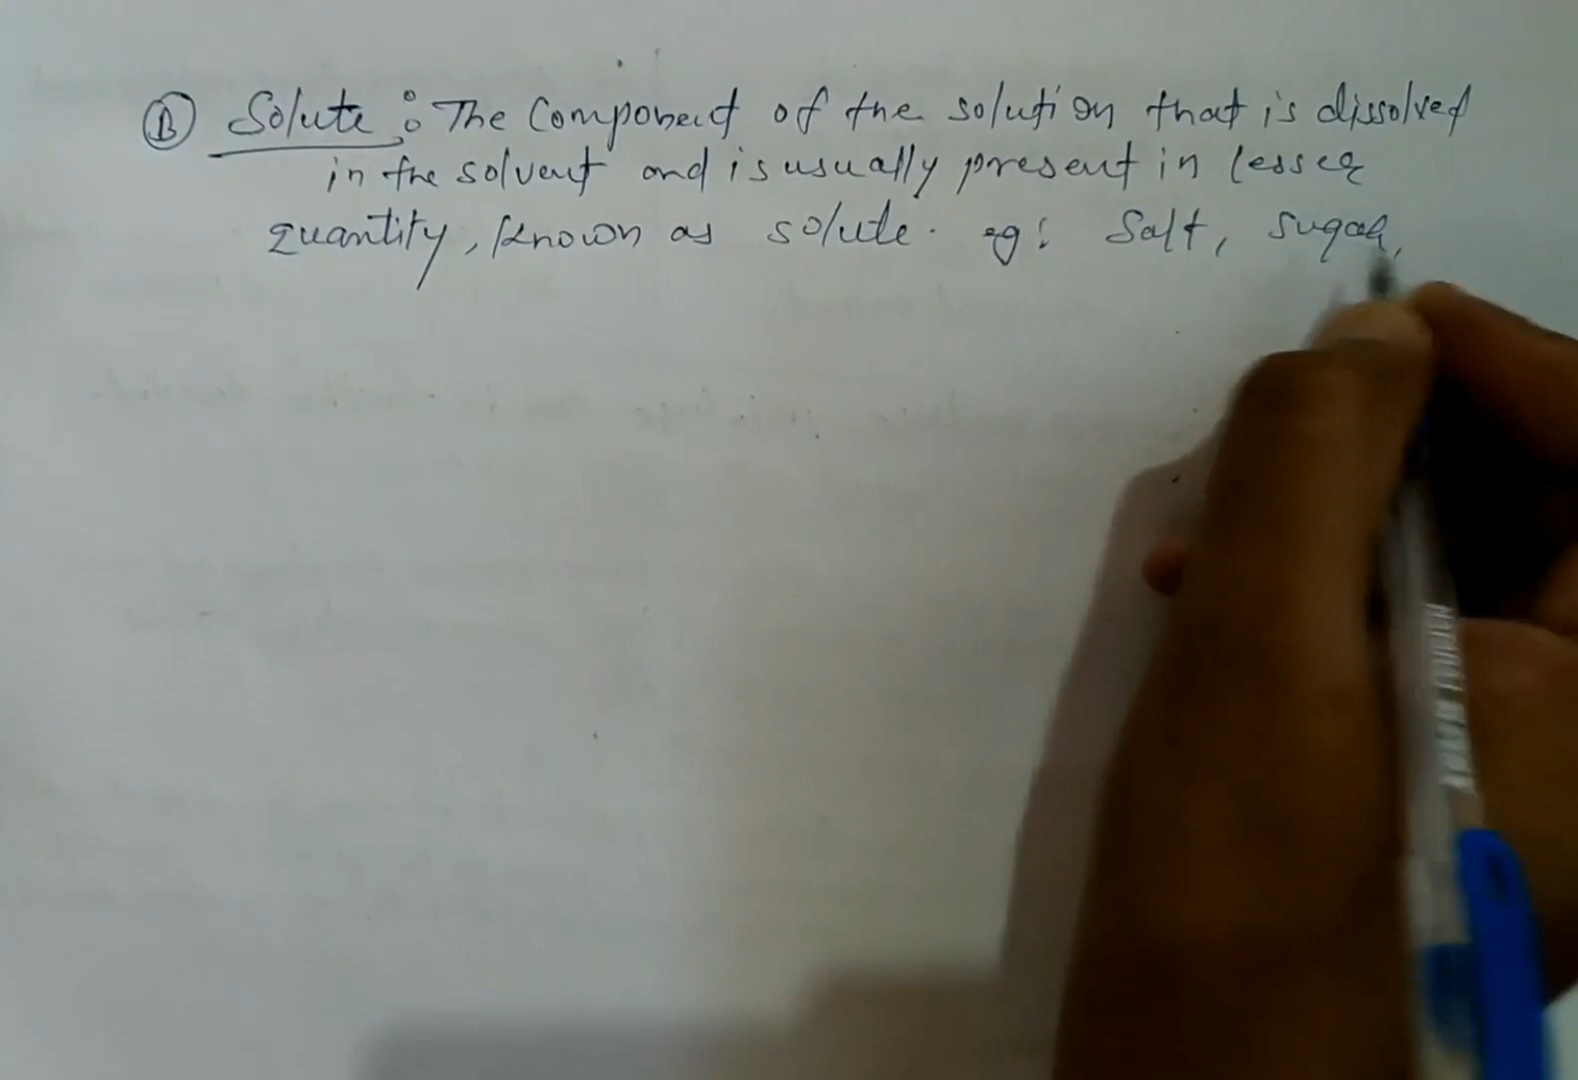 Ⓑ Solute : The Component of the solution that is dissolved
in the solvent and is usually present in lesser
quantity, known as solute. eg: Salt, sugar,